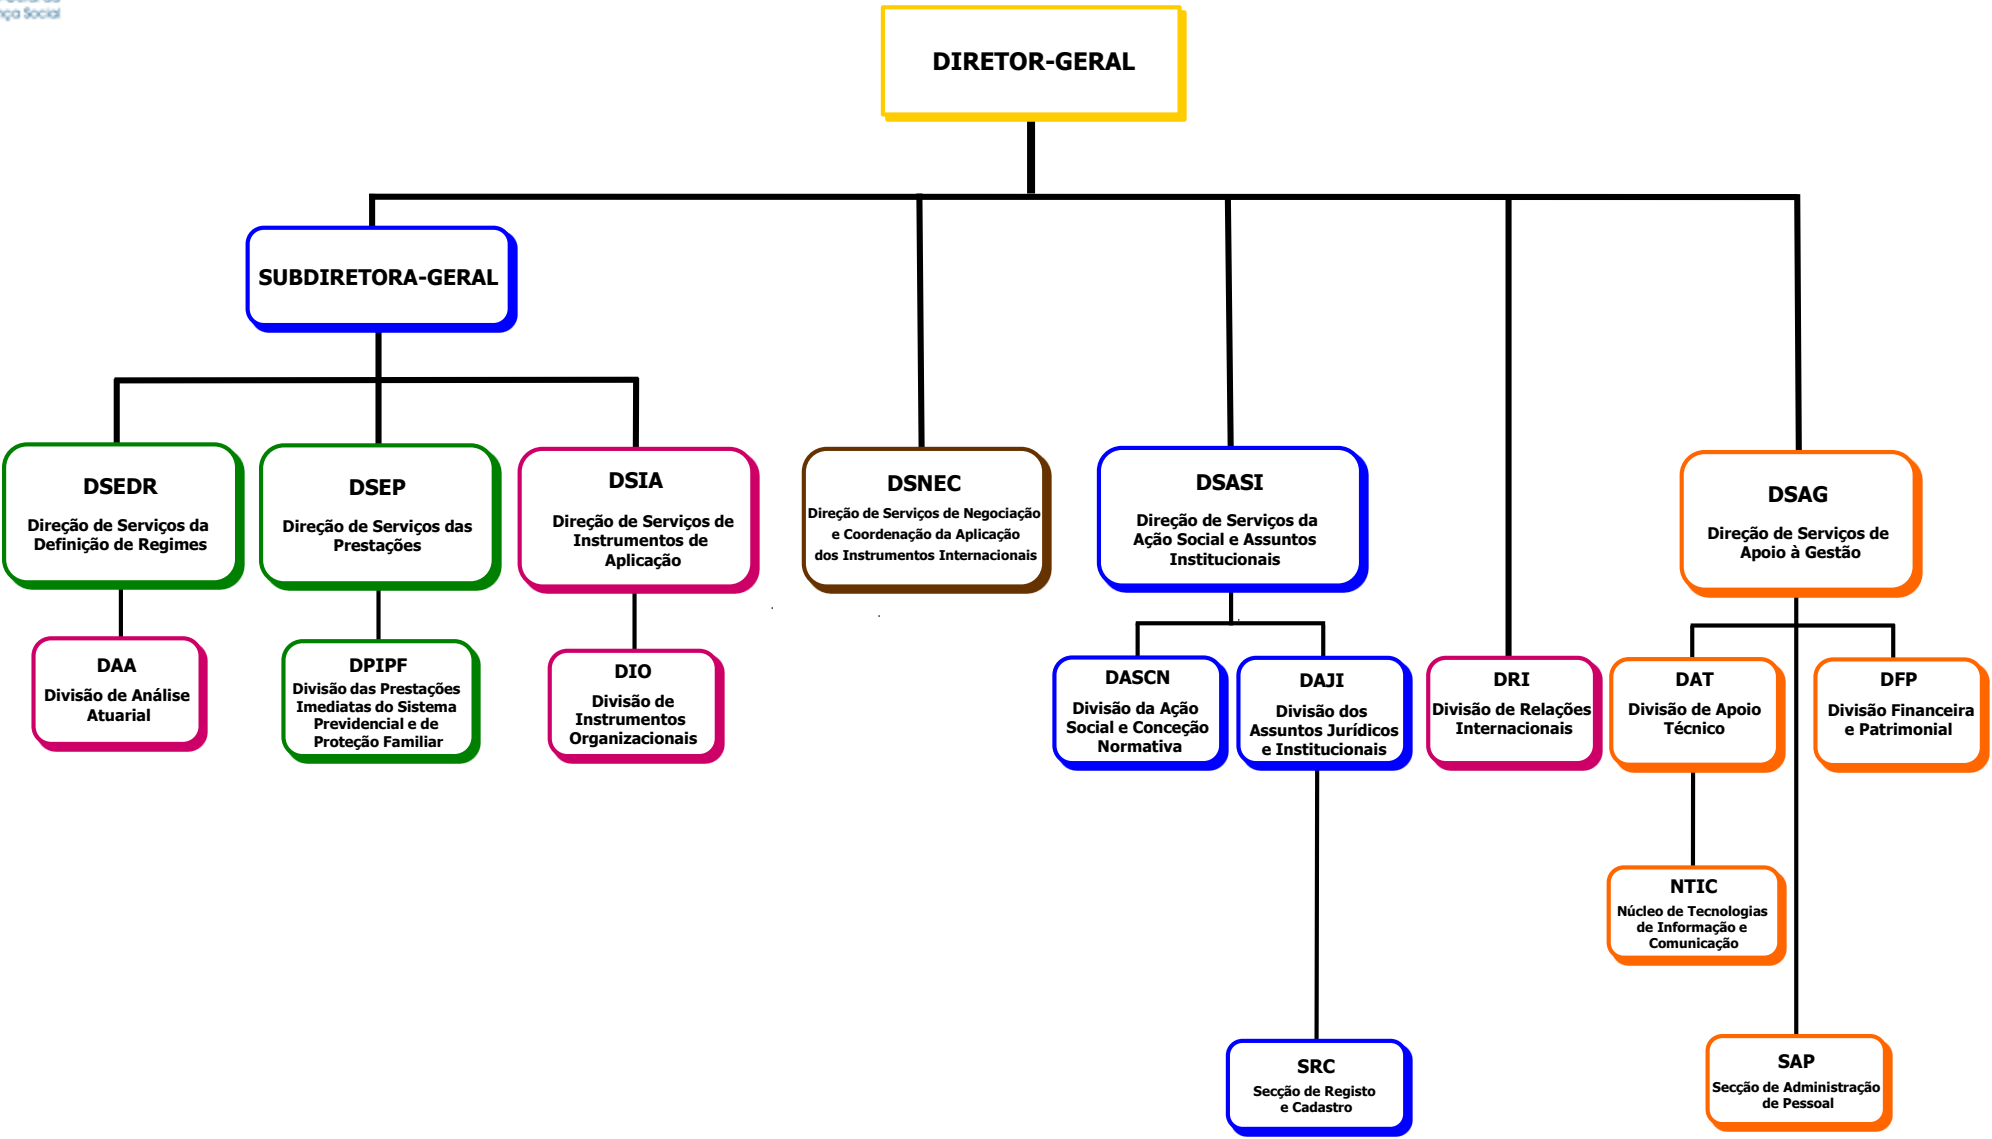 nça Social
DIRETOR-GERAL
SUBDIRETORA-GERAL
DSEDR
Direção de Serviços da
Definição de Regimes
DSEP
Direção de Serviços das
Prestações
DSIA
Direção de Serviços de
Instrumentos de
Aplicação
DSNEC
Direção de Serviços de Negociação
e Coordenação da Aplicação
dos Instrumentos Internacionais
DSASI
Direção de Serviços da
Ação Social e Assuntos
Institucionais
DSAG
Direção de Serviços de
Apoio à Gestão
DAA
Divisão de Análise
Atuarial
DPIPF
Divisão das Prestações
Imediatas do Sistema
Previdencial e de
Proteção Familiar
DIO
Divisão de
Instrumentos
Organizacionais
DASCN
Divisão da Ação
Social e Conceção
Normativa
DAJI
Divisão dos
Assuntos Jurídicos
e Institucionais
DRI
Divisão de Relações
Internacionais
DAT
Divisão de Apoio
Técnico
DFP
Divisão Financeira
e Patrimonial
NTIC
Núcleo de Tecnologias
de Informação e
Comunicação
SRC
Secção de Registo
e Cadastro
SAP
Secção de Administração
de Pessoal